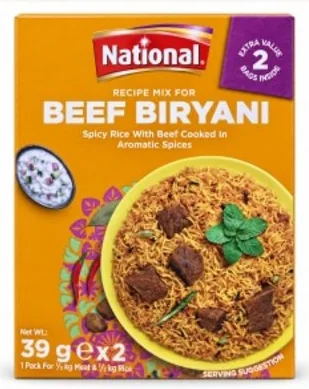 National®
EXTRA VALUE
2
BAGS INSIDE
RECIPE MIX FOR
BEEF BIRYANI
Spicy Rice With Beef Cooked In
Aromatic Spices
Net Wt.:
39 g e x2
1 Pack For ½ kg Meat & ½ kg Rice
SERVING SUGGESTION